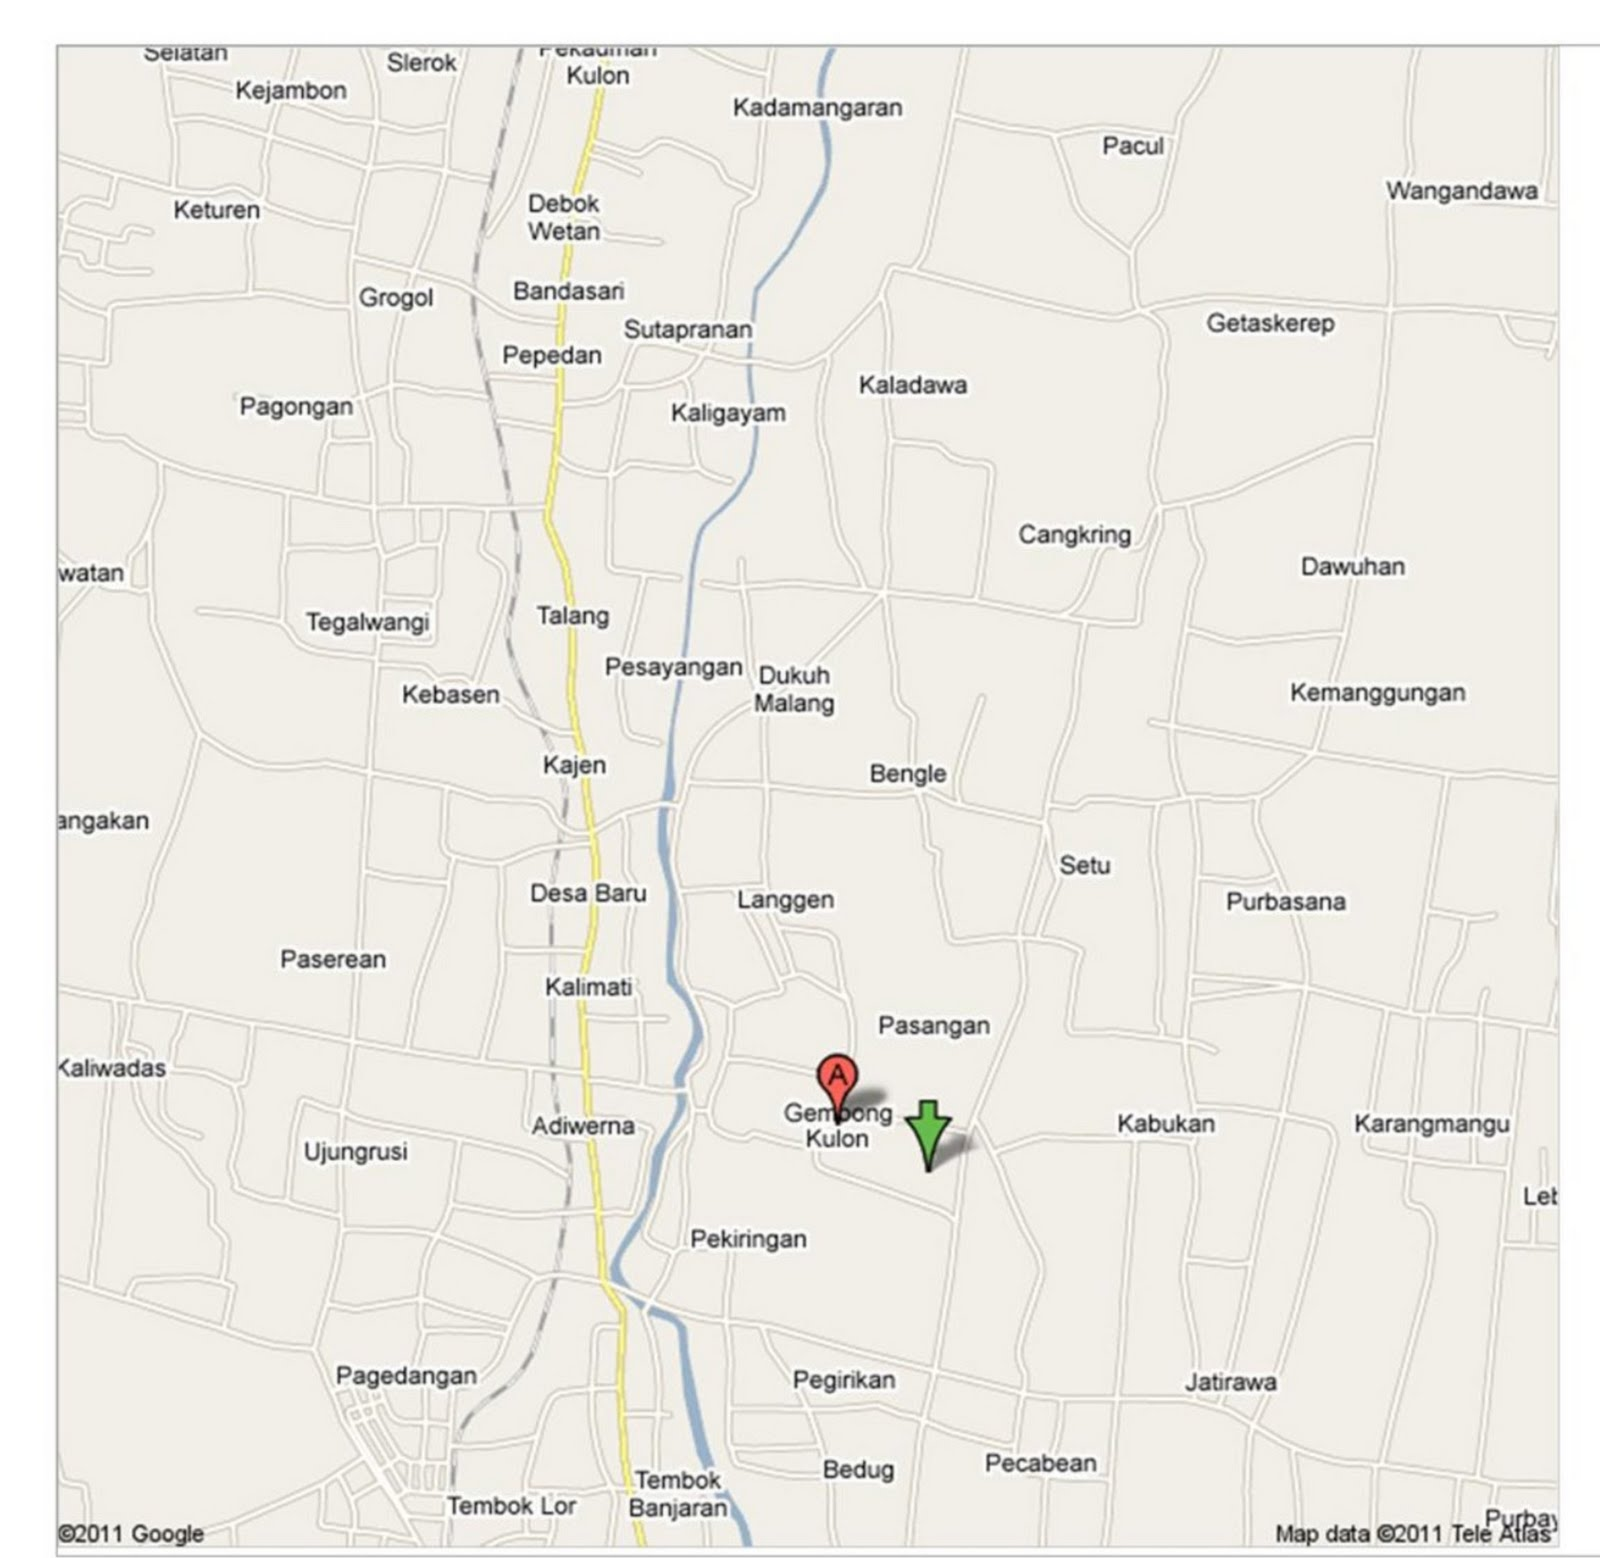 Selatan
Slerok
Pekauman
Kulon
Kejambon
Kadamangaran
Pacul
Wangandawa
Keturen
Debok
Wetan
Grogol
Bandasari
Sutapranan
Getaskerep
Pepedan
Kaladawa
Pagongan
Kaligayam
Cangkring
watan
Dawuhan
Tegalwangi
Talang
Pesayangan
Dukuh
Malang
Kebasen
Kemanggungan
Kajen
Bengle
angakan
Setu
Desa Baru
Langgen
Purbasana
Paserean
Kalimati
Pasangan
Kaliwadas
A
Gembong
Kulon
Adiwerna
Kabukan
Karangmangu
Ujungrusi
Leb
Pekiringan
Pagedangan
Pegirikan
Jatirawa
Bedug
Pecabean
Tembok
Banjaran
Tembok Lor
Purbay
©2011 Google
Map data ©2011 Tele Atlas